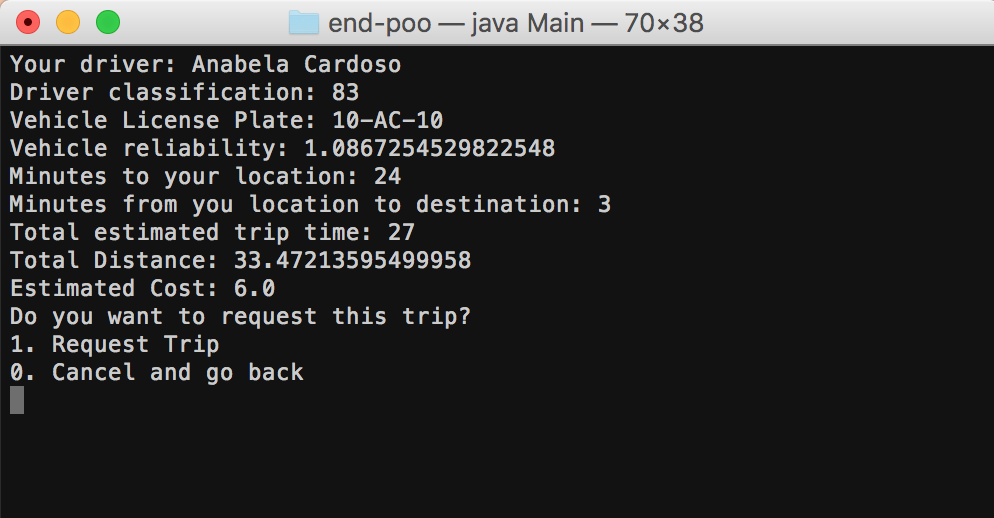 end-poo — java Main — 70×38
Your driver: Anabela Cardoso
Driver classification: 83
Vehicle License Plate: 10-AC-10
Vehicle reliability: 1.0867254529822548
Minutes to your location: 24
Minutes from you location to destination: 3
Total estimated trip time: 27
Total Distance: 33.47213595499958
Estimated Cost: 6.0
Do you want to request this trip?
1. Request Trip
0. Cancel and go back